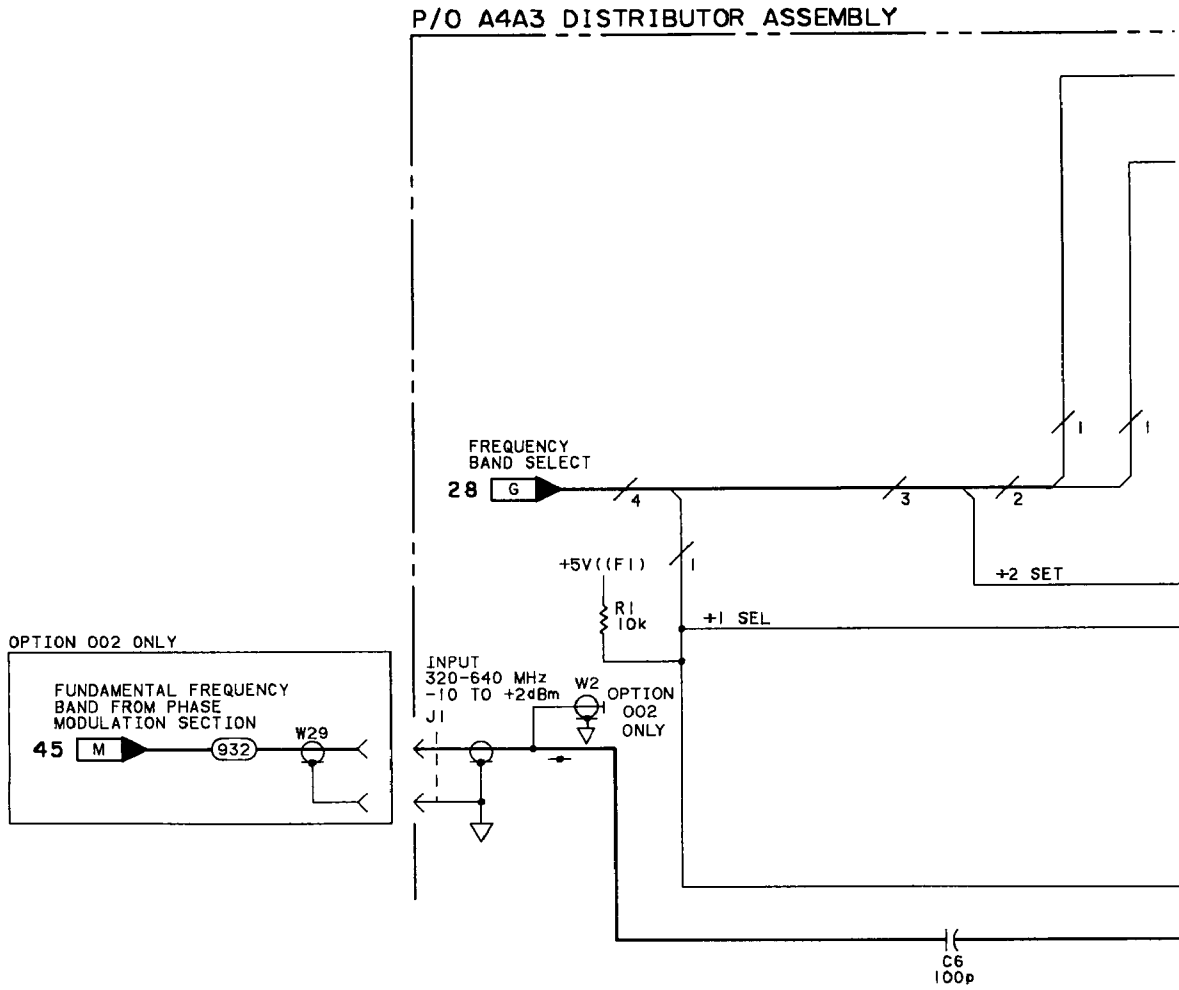 P/O A4A3 DISTRIBUTOR ASSEMBLY
1
1
FREQUENCY
BAND SELECT
28 G
4
3
2
+5V((F1)
1
÷2 SET
R1
10k
÷1 SEL
OPTION 002 ONLY
INPUT
320-640 MHz
-10 TO +2dBm
J1
W2
OPTION
002
ONLY
FUNDAMENTAL FREQUENCY
BAND FROM PHASE
MODULATION SECTION
45 M
932
W29
C6
100p